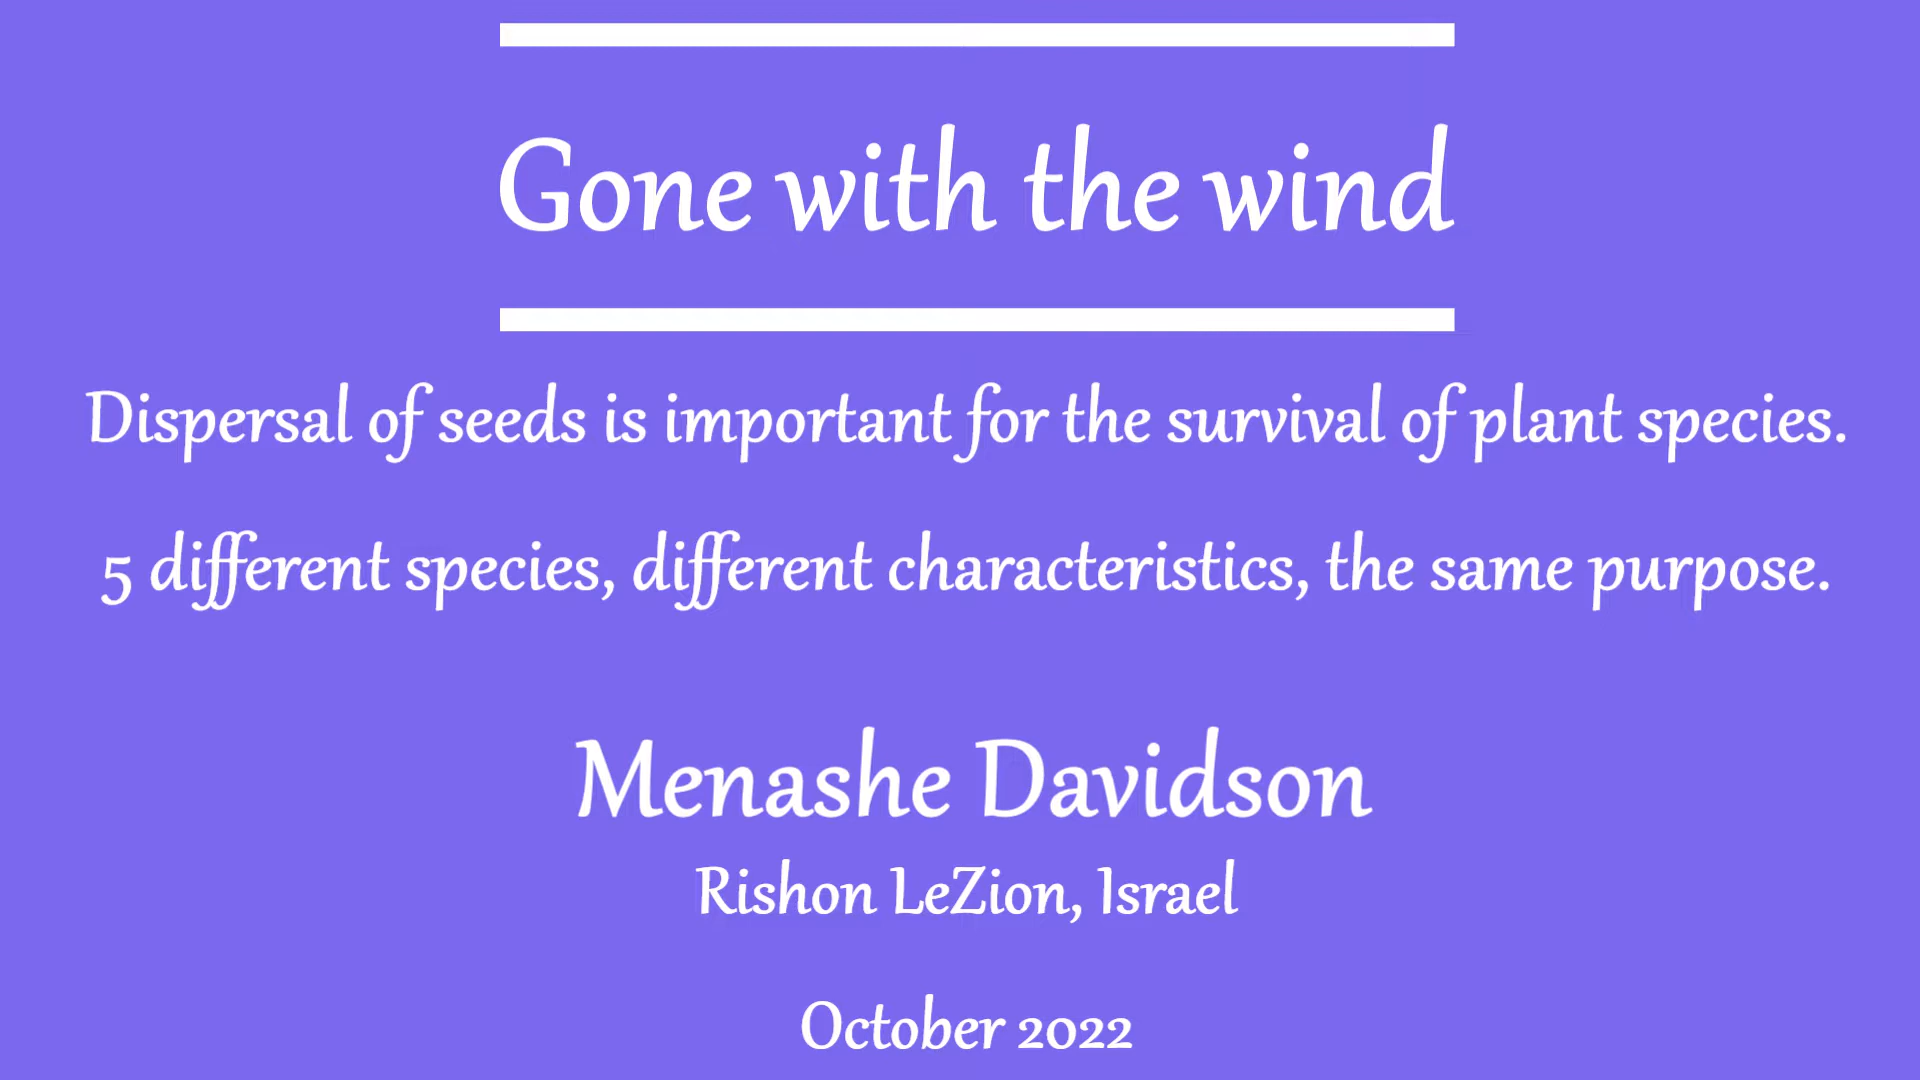 Gone with the wind
Dispersal of seeds is important for the survival of plant species.
5 different species, different characteristics, the same purpose.
Menashe Davidson
Rishon LeZion, Israel
October 2022